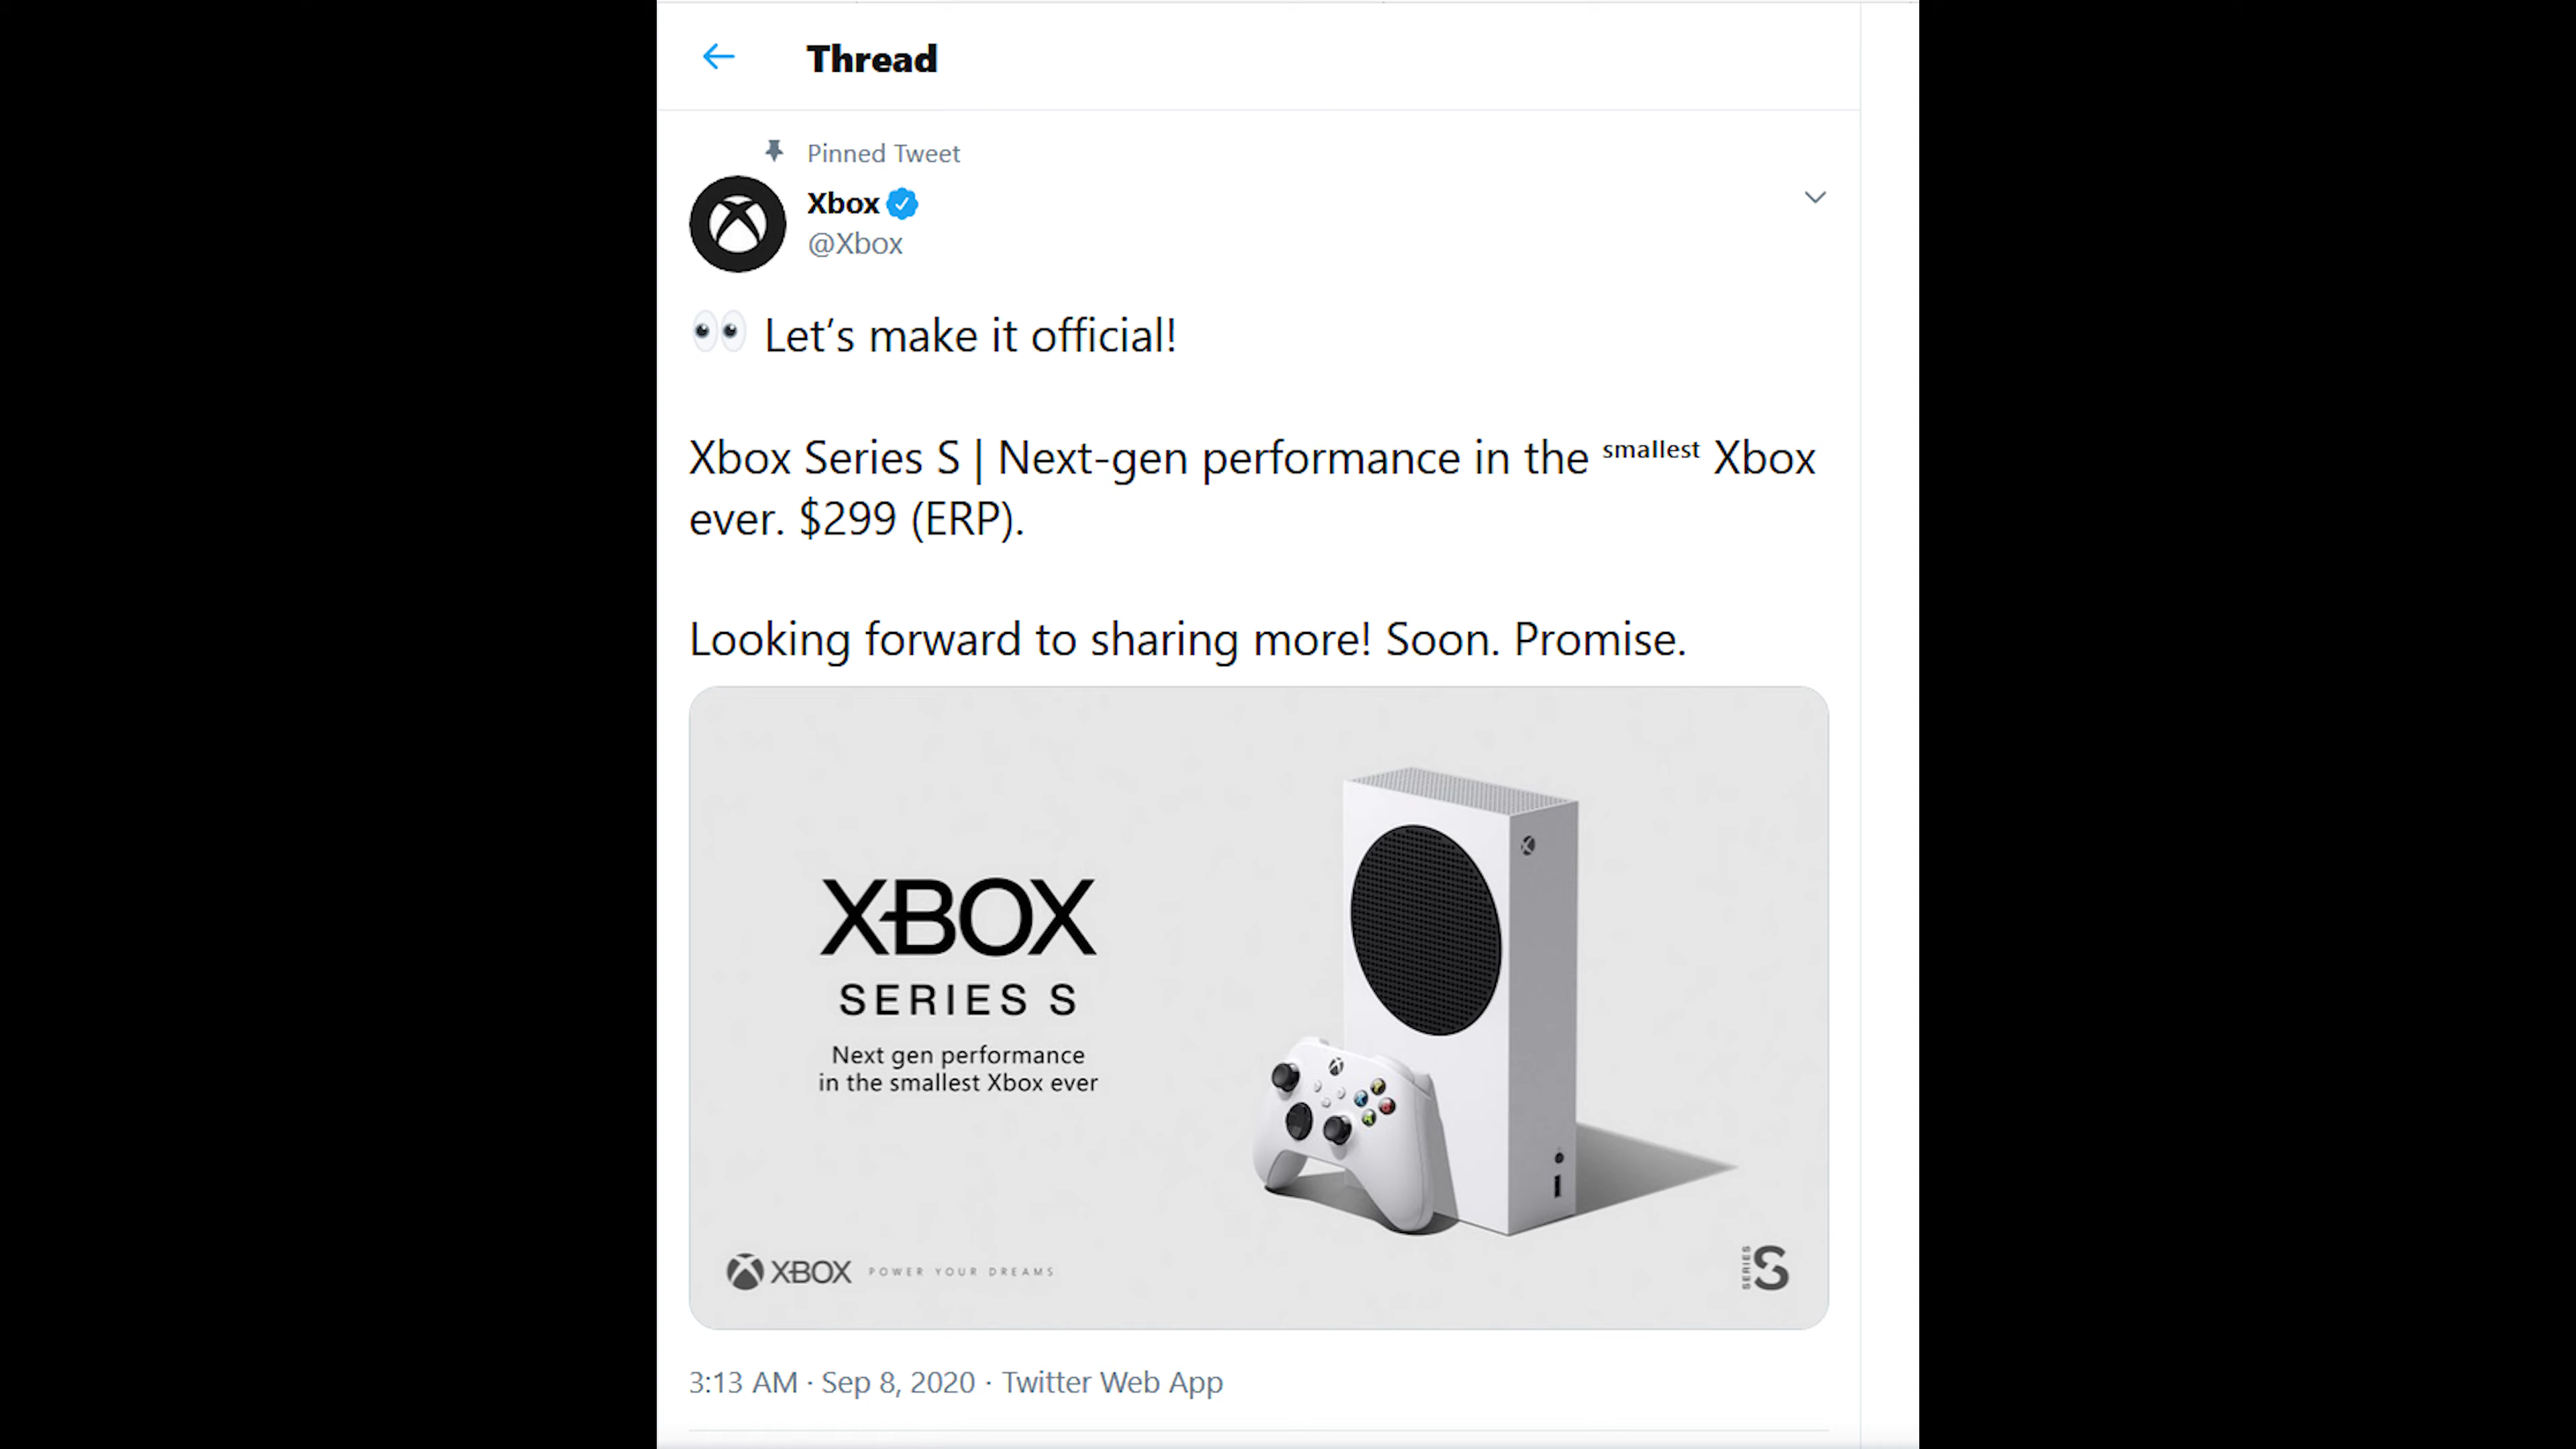 Thread
Pinned Tweet
Xbox
@Xbox
👀 Let’s make it official!
Xbox Series S | Next-gen performance in the ˢᵐᵃˡˡᵉˢᵗ Xbox
ever. $299 (ERP).
Looking forward to sharing more! Soon. Promise.
XBOX
SERIES S
Next gen performance
in the smallest Xbox ever
XBOX POWER YOUR DREAMS
SERIES S
3:13 AM · Sep 8, 2020 · Twitter Web App